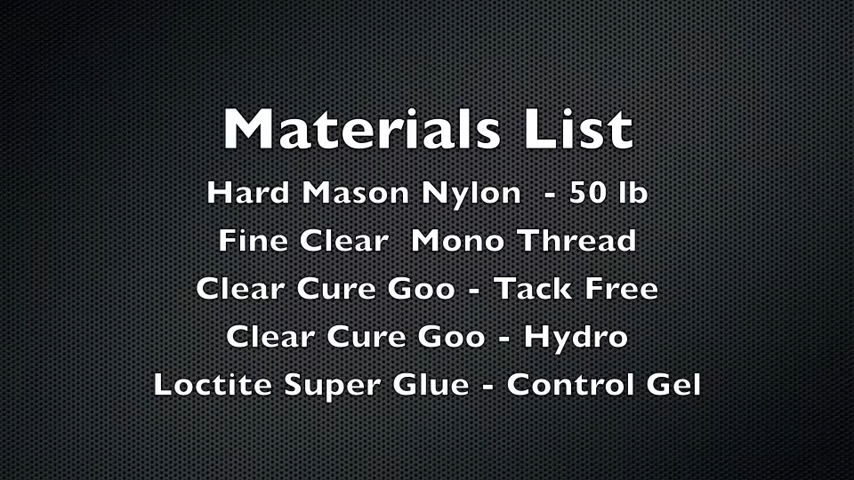 Materials List
Hard Mason Nylon - 50 lb
Fine Clear Mono Thread
Clear Cure Goo - Tack Free
Clear Cure Goo - Hydro
Loctite Super Glue - Control Gel